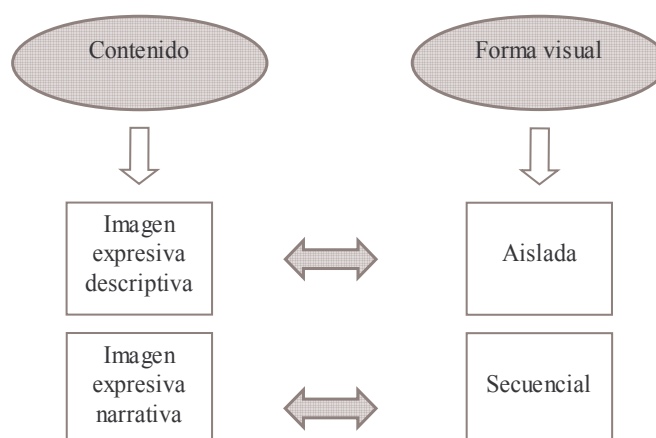 Contenido
Forma visual
Imagen
expresiva
descriptiva
Aislada
Imagen
expresiva
narrativa
Secuencial